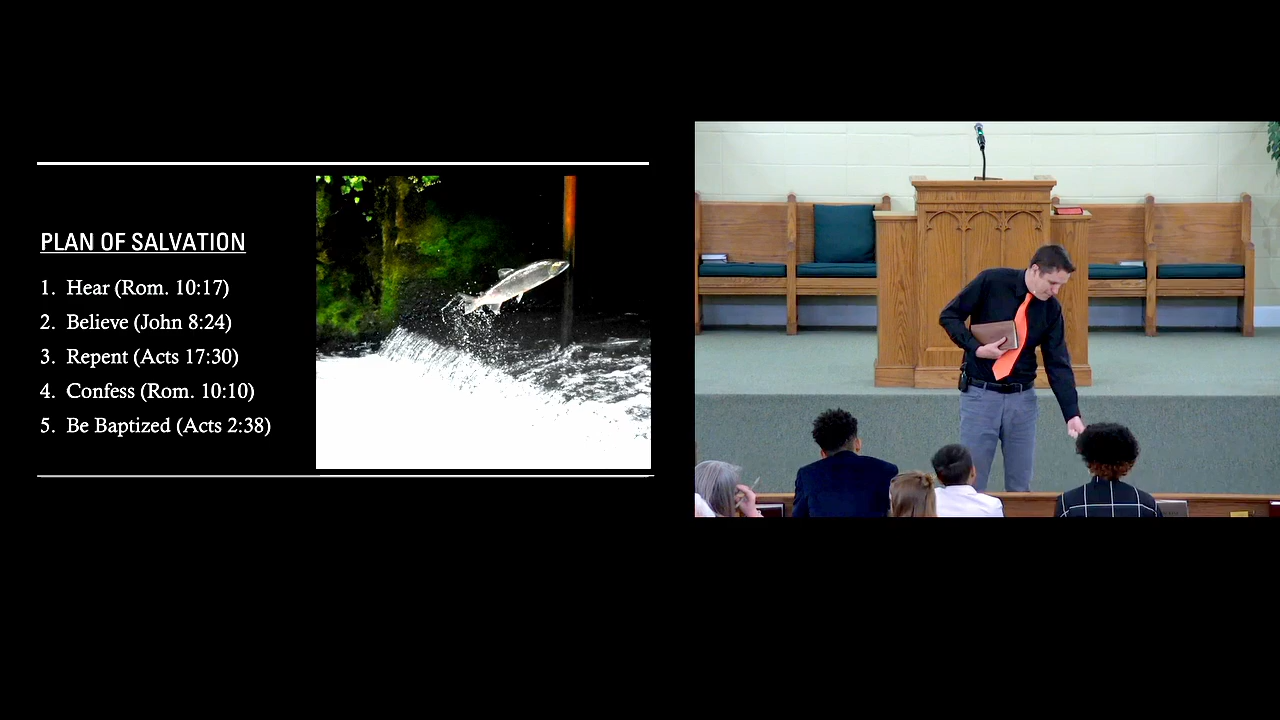 PLAN OF SALVATION
1. Hear (Rom. 10:17)
2. Believe (John 8:24)
3. Repent (Acts 17:30)
4. Confess (Rom. 10:10)
5. Be Baptized (Acts 2:38)